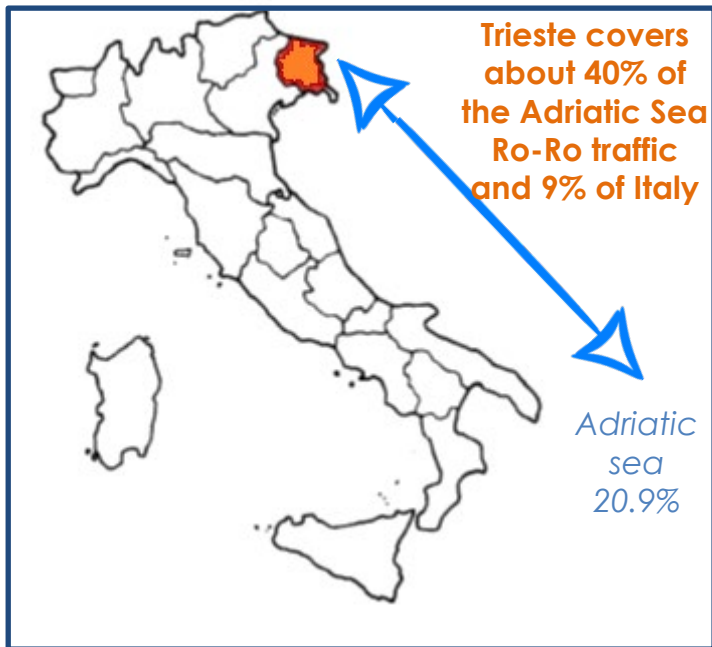 Trieste covers
about 40% of
the Adriatic Sea
Ro-Ro traffic
and 9% of Italy
Adriatic
sea
20.9%